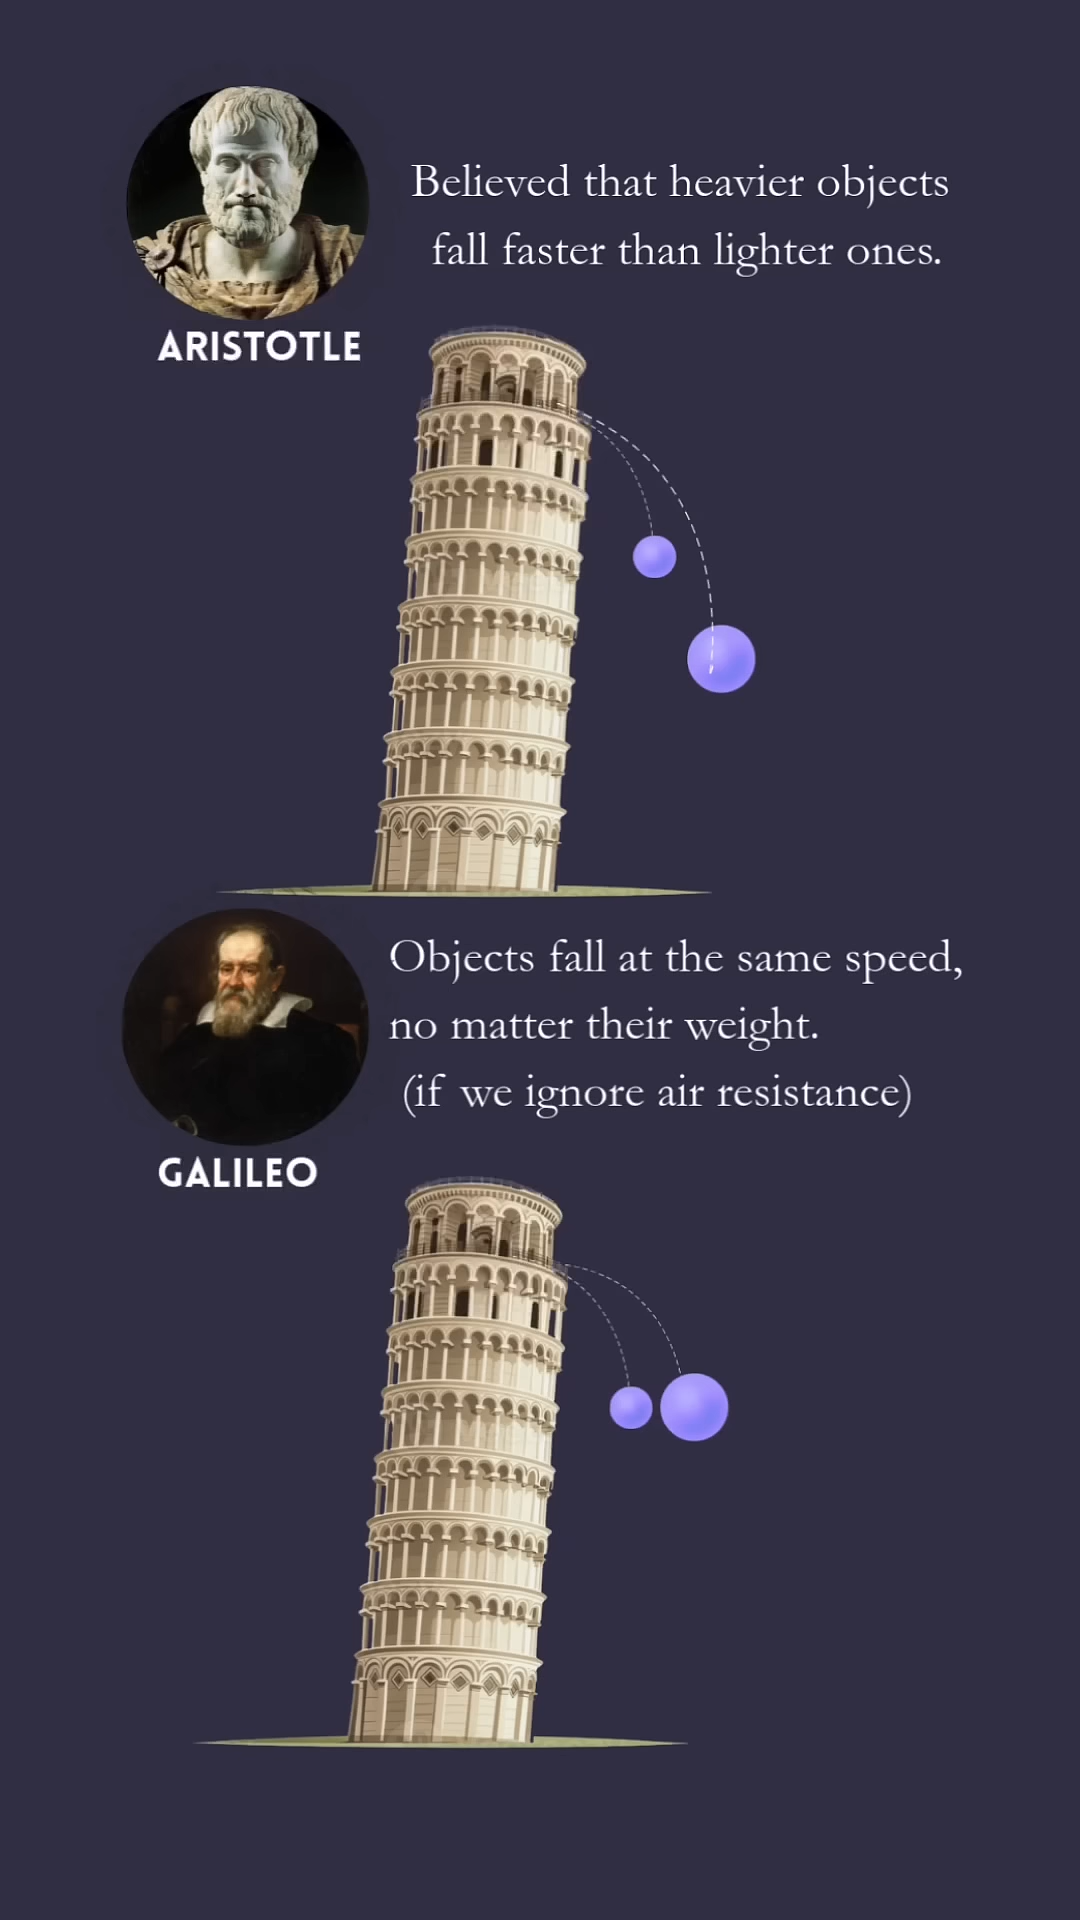 Believed that heavier objects
fall faster than lighter ones.
ARISTOTLE
Objects fall at the same speed,
no matter their weight.
(if we ignore air resistance)
GALILEO